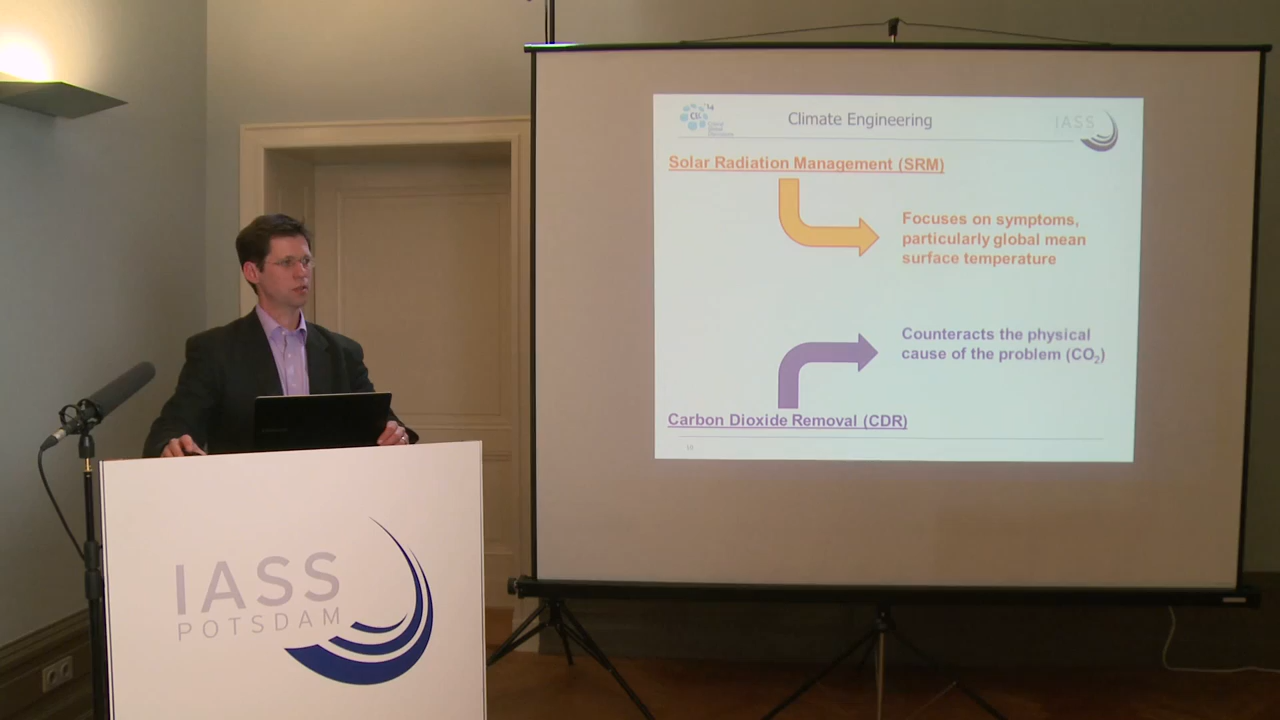 Climate Engineering
IASS
Solar Radiation Management (SRM)
Focuses on symptoms,
particularly global mean
surface temperature
Counteracts the physical
cause of the problem (CO₂)
Carbon Dioxide Removal (CDR)
IASS
POTSDAM